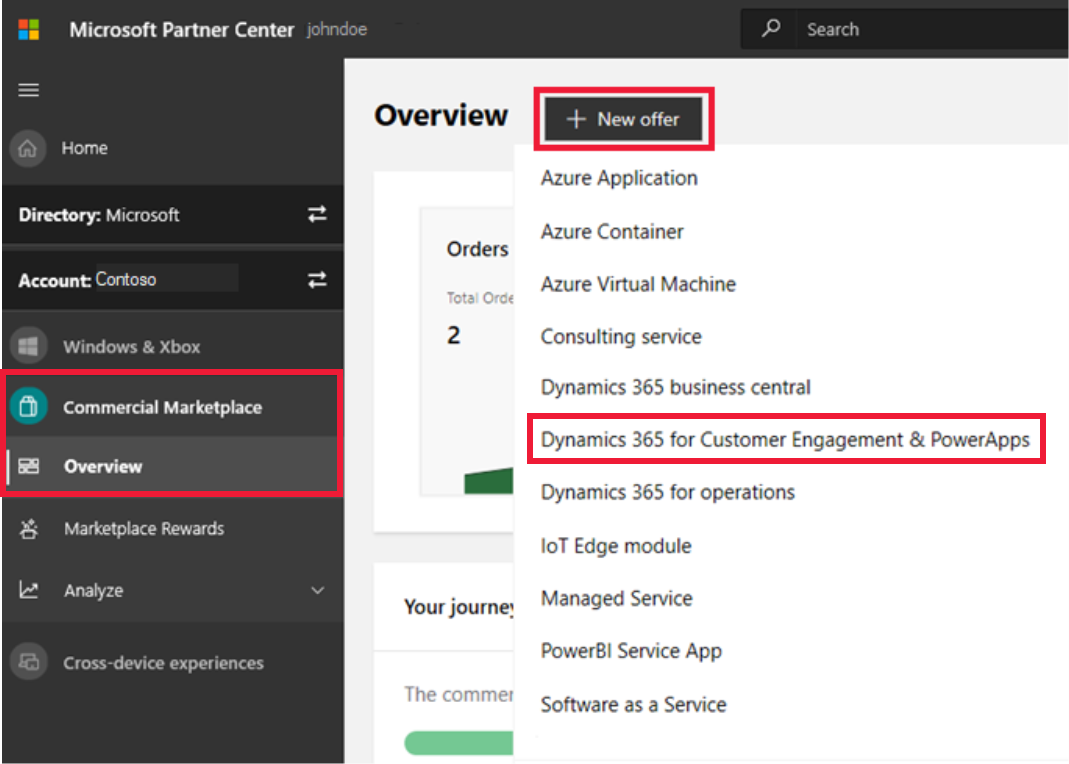 Microsoft Partner Center johndoe
Search
Home
Directory: Microsoft
Account: Contoso
Windows & Xbox
Commercial Marketplace
Overview
Marketplace Rewards
Analyze
Cross-device experiences
Overview
New offer
Orders
Total Orde
2
Your journey
The commer
Azure Application
Azure Container
Azure Virtual Machine
Consulting service
Dynamics 365 business central
Dynamics 365 for Customer Engagement & PowerApps
Dynamics 365 for operations
IoT Edge module
Managed Service
PowerBI Service App
Software as a Service